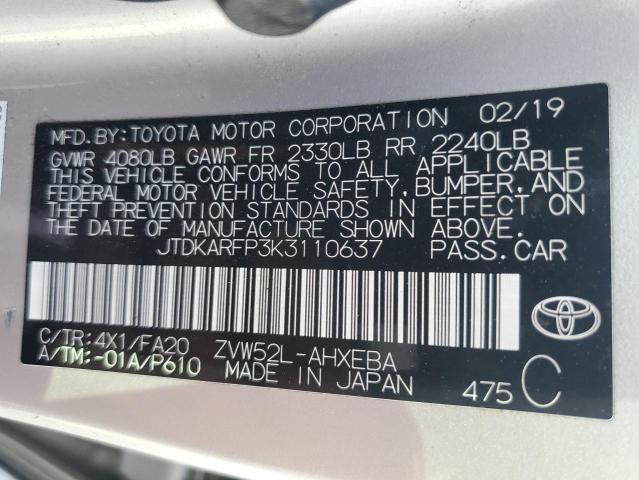 MFD. BY: TOYOTA MOTOR CORPORATION 02/19
GVWR 4080LB GAWR FR 2330LB RR 2240LB
THIS VEHICLE CONFORMS TO ALL APPLICABLE
FEDERAL MOTOR VEHICLE SAFETY, BUMPER, AND
THEFT PREVENTION STANDARDS IN EFFECT ON
THE DATE OF MANUFACTURE SHOWN ABOVE.
JTDKARFP3K3110637 PASS. CAR
C/TR: 4X1/FA20 ZVW52L-AHXEBA
A/TM: -01A/P610 MADE IN JAPAN 475 C